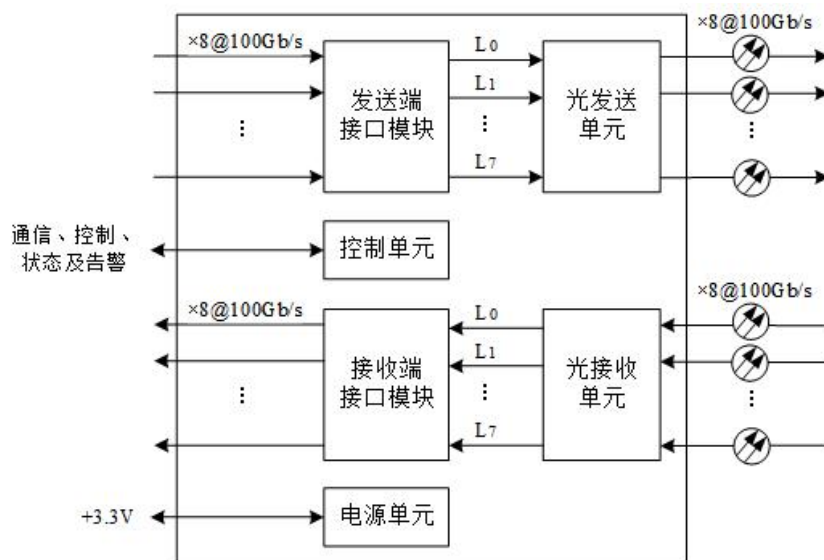 ×8@100Gb/s
L0
L1
⋮
L7
发送端
接口模块
光发送
单元
×8@100Gb/s
通信、控制、
状态及告警
控制单元
×8@100Gb/s
L0
L1
⋮
L7
接收端
接口模块
光接收
单元
×8@100Gb/s
+3.3V
电源单元